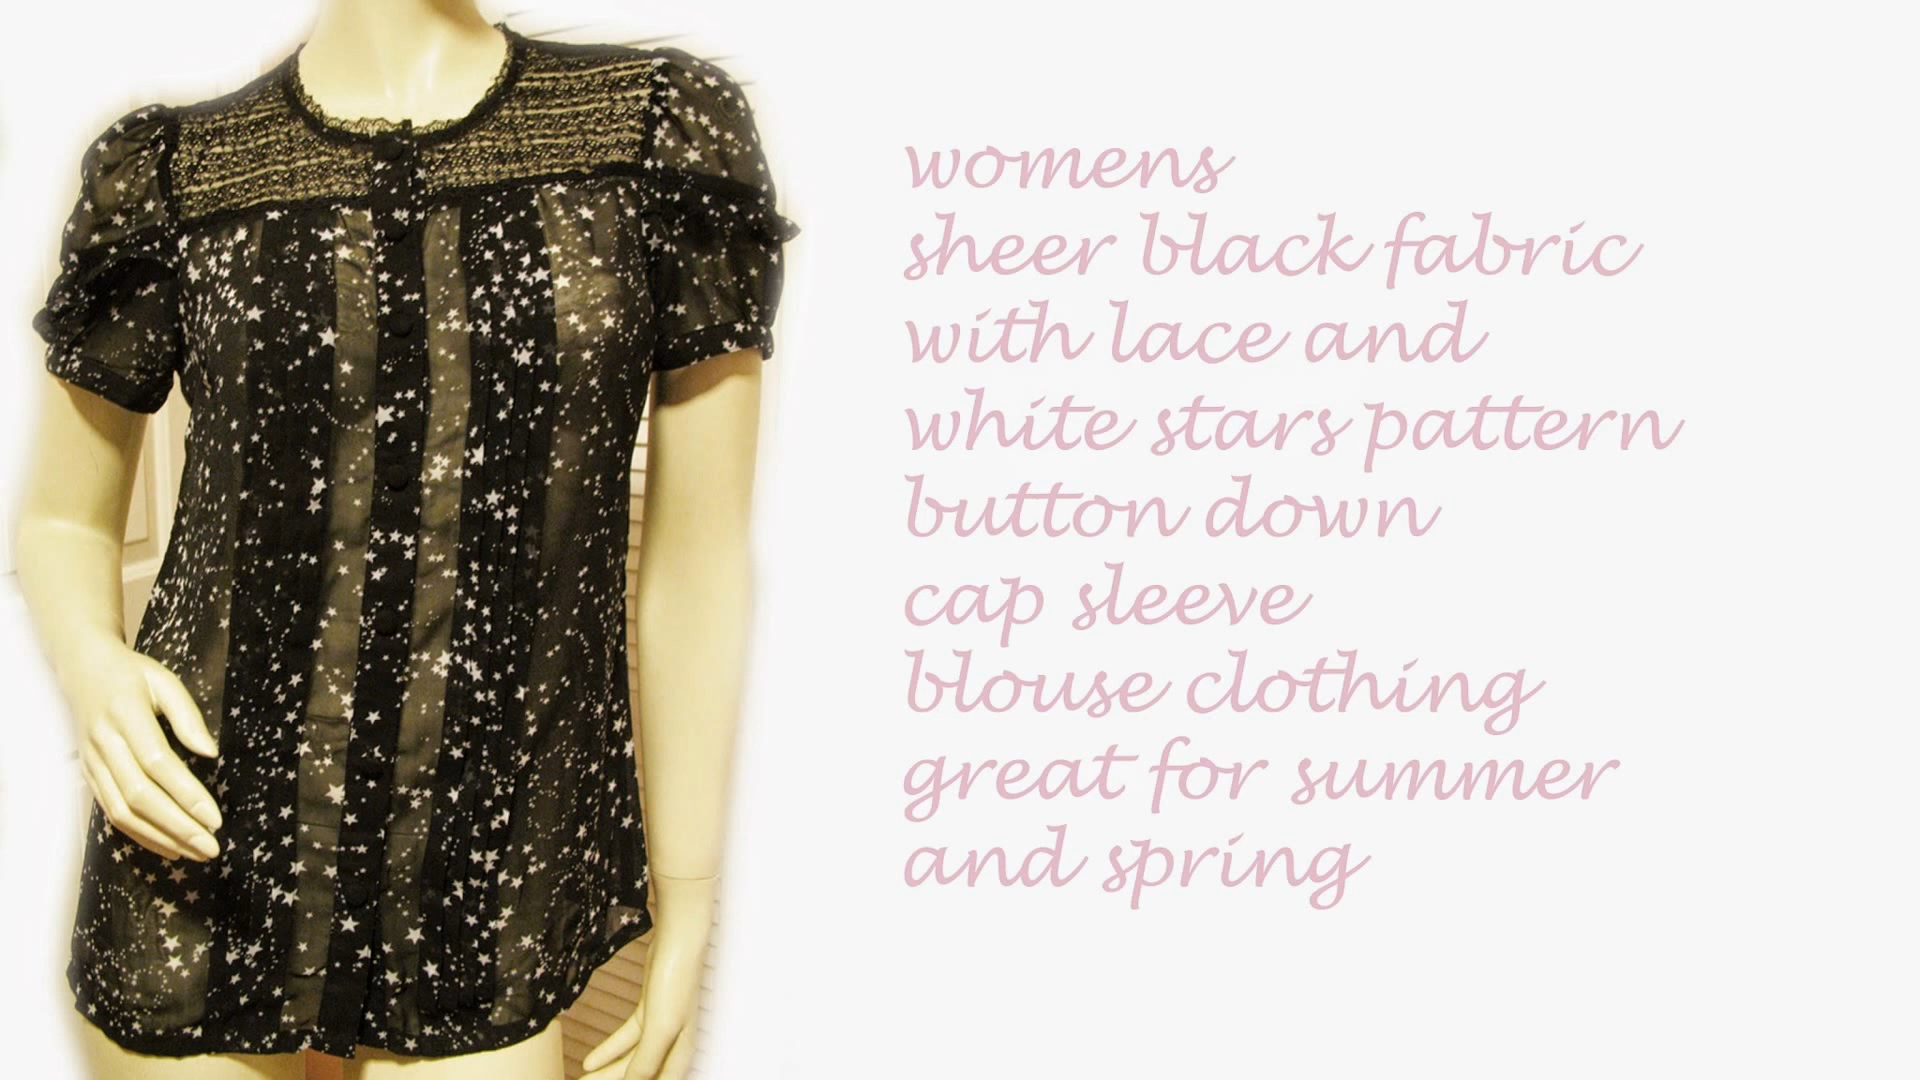 womens
sheer black fabric
with lace and
white stars pattern
button down
cap sleeve
blouse clothing
great for summer
and spring